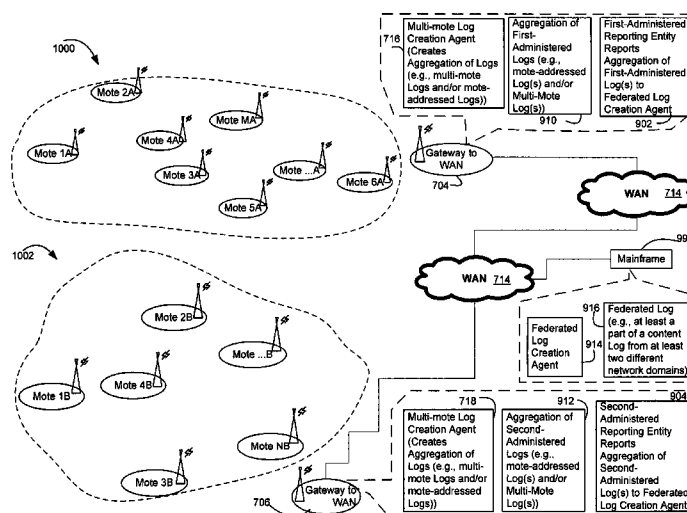 1000
Mote 2A
Mote MA
Mote 4A
Mote 1A
Mote 3A
Mote ...A
Mote 6A
Mote 5A
716
Multi-mote Log
Creation Agent
(Creates
Aggregation of Logs
(e.g., multi-mote
Logs and/or mote-
addressed Logs))
Aggregation of
First-
Administered
Logs (e.g.,
mote-addressed
Log(s) and/or
Multi-Mote
Log(s))
910
First-Administered
Reporting Entity
Reports
Aggregation of
First-Administered
Log(s) to
Federated Log
Creation Agent
902
Gateway to
WAN
704
WAN 714
WAN 714
Mainframe
99
916
Federated Log
(e.g., at least a
part of a content
Log from at least
two different
network domains)
Federated
Log
Creation
Agent
914
1002
Mote 2B
Mote ...B
Mote 4B
Mote 1B
Mote NB
Mote 3B
Gateway to
WAN
706
718
Multi-mote Log
Creation Agent
(Creates
Aggregation of
Logs (e.g., multi-
mote Logs and/or
mote-addressed
Logs))
912
Aggregation of
Second-
Administered
Logs (e.g.,
mote-addressed
Log(s) and/or
Multi-Mote
Log(s))
904
Second-
Administered
Reporting Entity
Reports
Aggregation of
Second-
Administered
Log(s) to Federated
Log Creation Agent